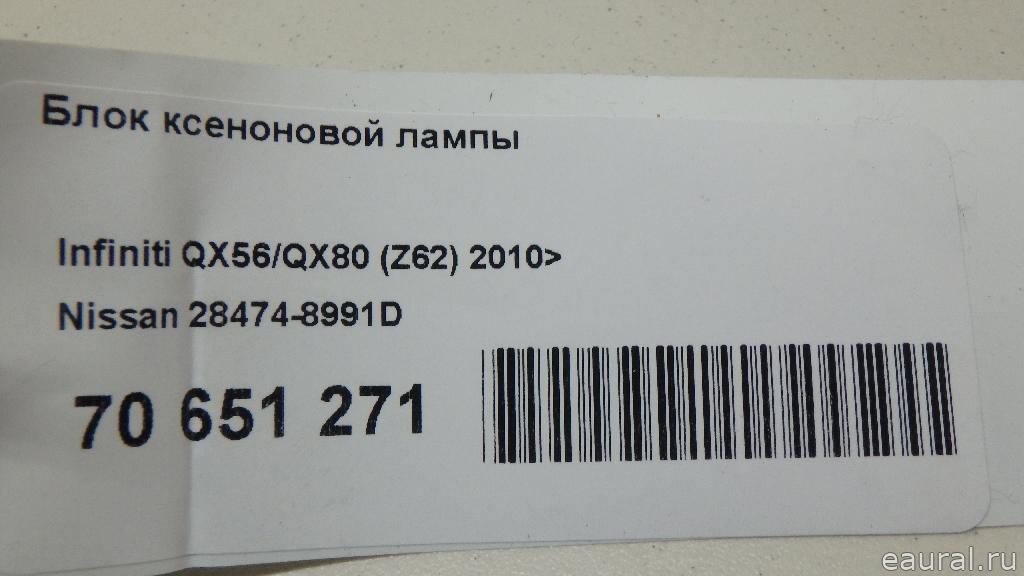 Блок ксеноновой лампы
Infiniti QX56/QX80 (Z62) 2010>
Nissan 28474-8991D
70 651 271
eaural.ru